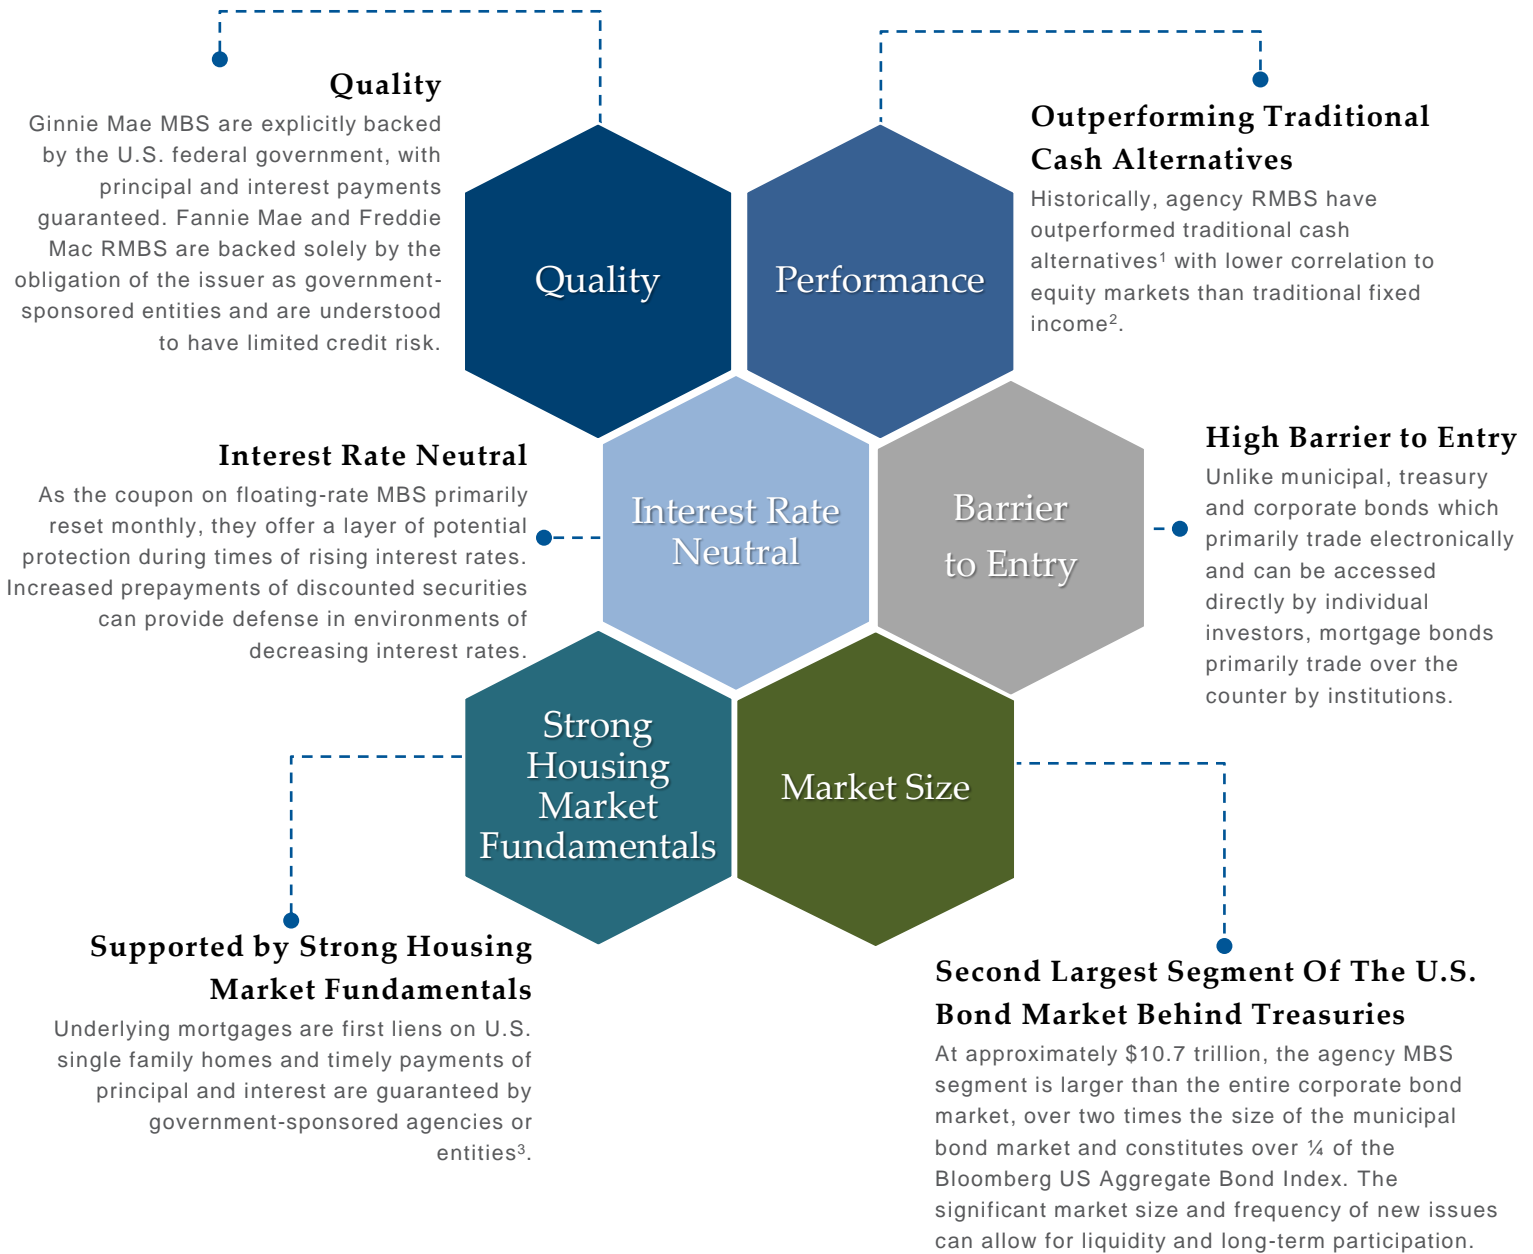 Quality
Ginnie Mae MBS are explicitly backed
by the U.S. federal government, with
principal and interest payments
guaranteed. Fannie Mae and Freddie
Mac RMBS are backed solely by the
obligation of the issuer as government-
sponsored entities and are understood
to have limited credit risk.
Quality
Performance
Outperforming Traditional
Cash Alternatives
Historically, agency RMBS have
outperformed traditional cash
alternatives¹ with lower correlation to
equity markets than traditional fixed
income².
Interest Rate Neutral
As the coupon on floating-rate MBS primarily
reset monthly, they offer a layer of potential
protection during times of rising interest rates.
Increased prepayments of discounted securities
can provide defense in environments of
decreasing interest rates.
Interest Rate
Neutral
Barrier
to Entry
High Barrier to Entry
Unlike municipal, treasury
and corporate bonds which
primarily trade electronically
and can be accessed
directly by individual
investors, mortgage bonds
primarily trade over the
counter by institutions.
Strong
Housing
Market
Fundamentals
Market Size
Supported by Strong Housing
Market Fundamentals
Underlying mortgages are first liens on U.S.
single family homes and timely payments of
principal and interest are guaranteed by
government-sponsored agencies or
entities³.
Second Largest Segment Of The U.S.
Bond Market Behind Treasuries
At approximately $10.7 trillion, the agency MBS
segment is larger than the entire corporate bond
market, over two times the size of the municipal
bond market and constitutes over ¼ of the
Bloomberg US Aggregate Bond Index. The
significant market size and frequency of new issues
can allow for liquidity and long-term participation.